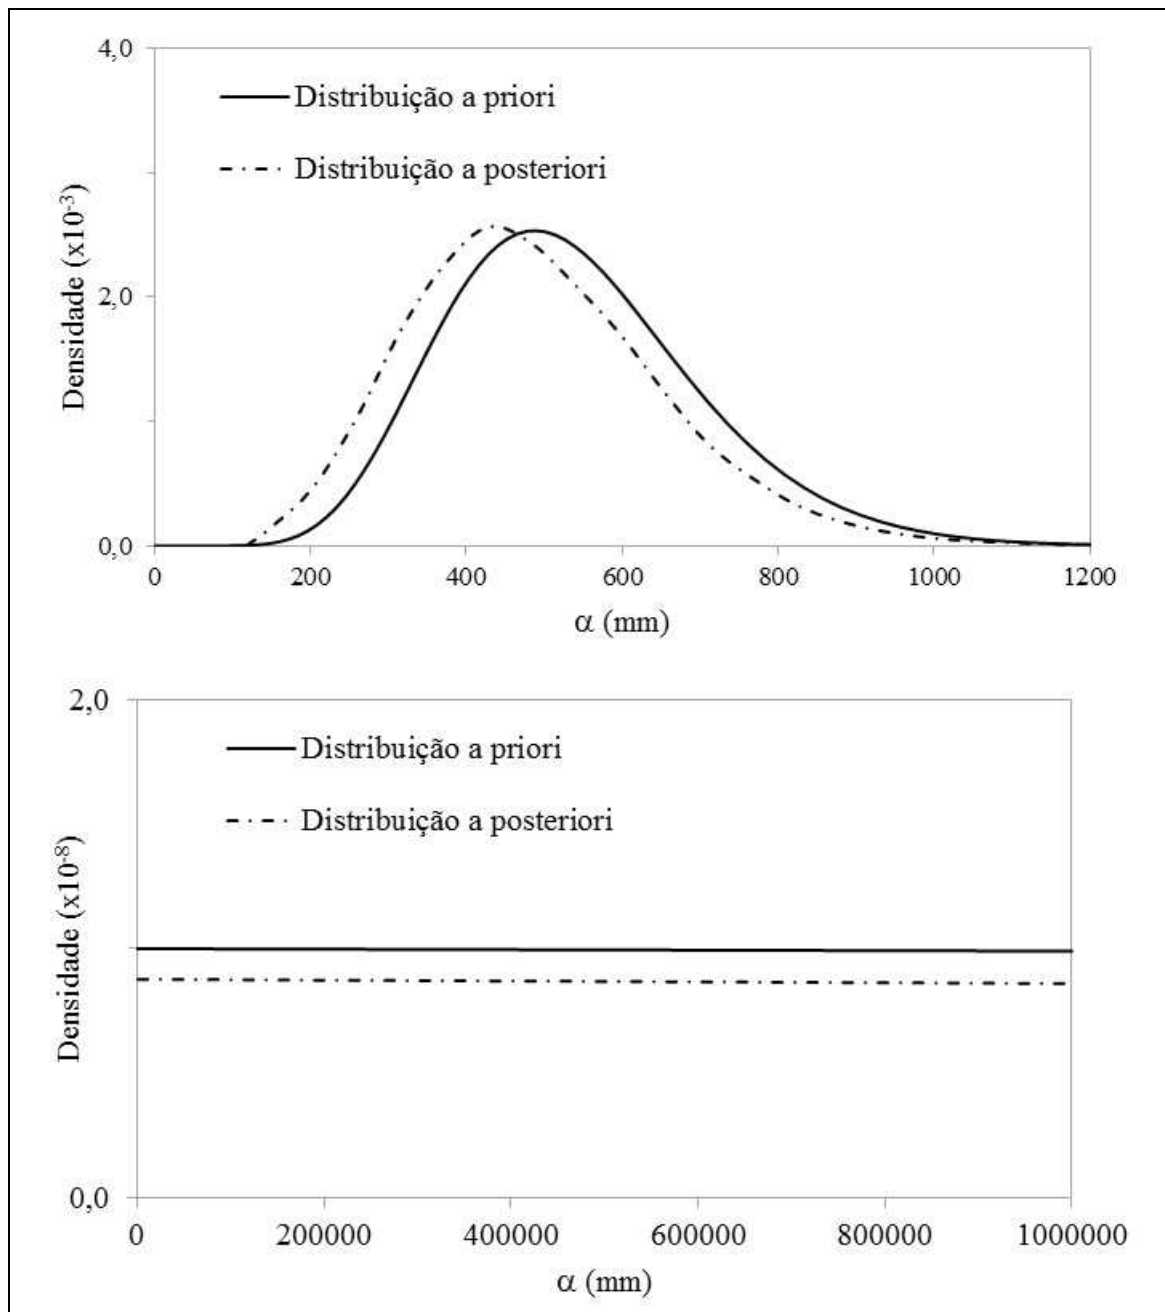 4,0
Distribuição a priori
Distribuição a posteriori
Densidade (x10⁻³)
2,0
0,0
0 200 400 600 800 1000 1200
α (mm)
2,0
Distribuição a priori
Distribuição a posteriori
Densidade (x10⁻⁸)
0,0
0 200000 400000 600000 800000 1000000
α (mm)